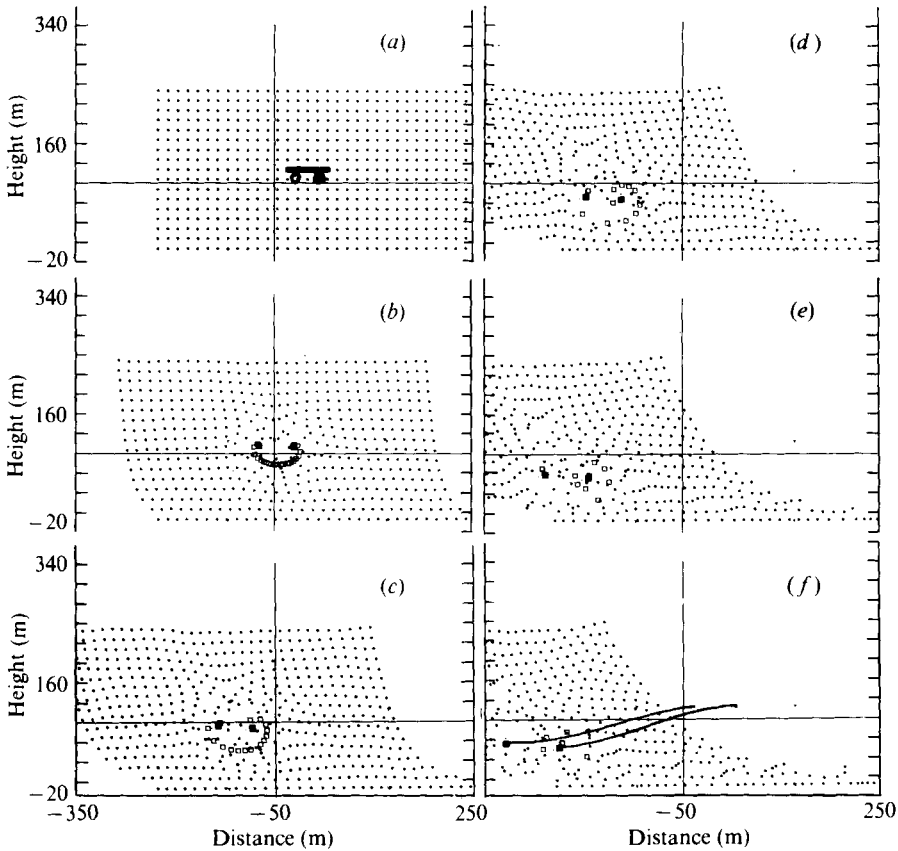 340
(a)
(d)
Height (m)
160
−20
340
(b)
(e)
Height (m)
160
−20
340
(c)
(f)
Height (m)
160
−20
−350
−50
250
−50
250
Distance (m)
Distance (m)